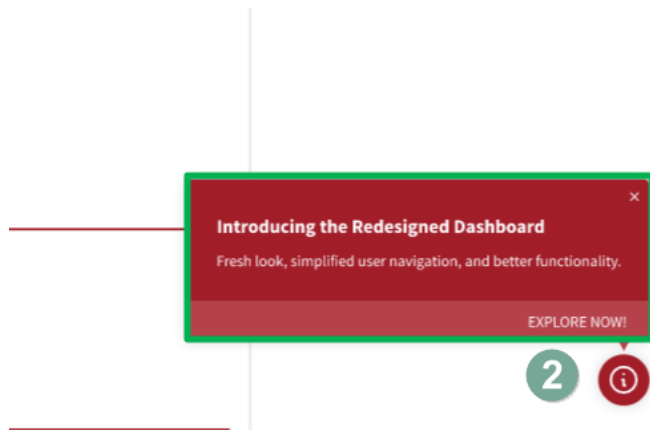 ×
Introducing the Redesigned Dashboard
Fresh look, simplified user navigation, and better functionality.
EXPLORE NOW!
2
i